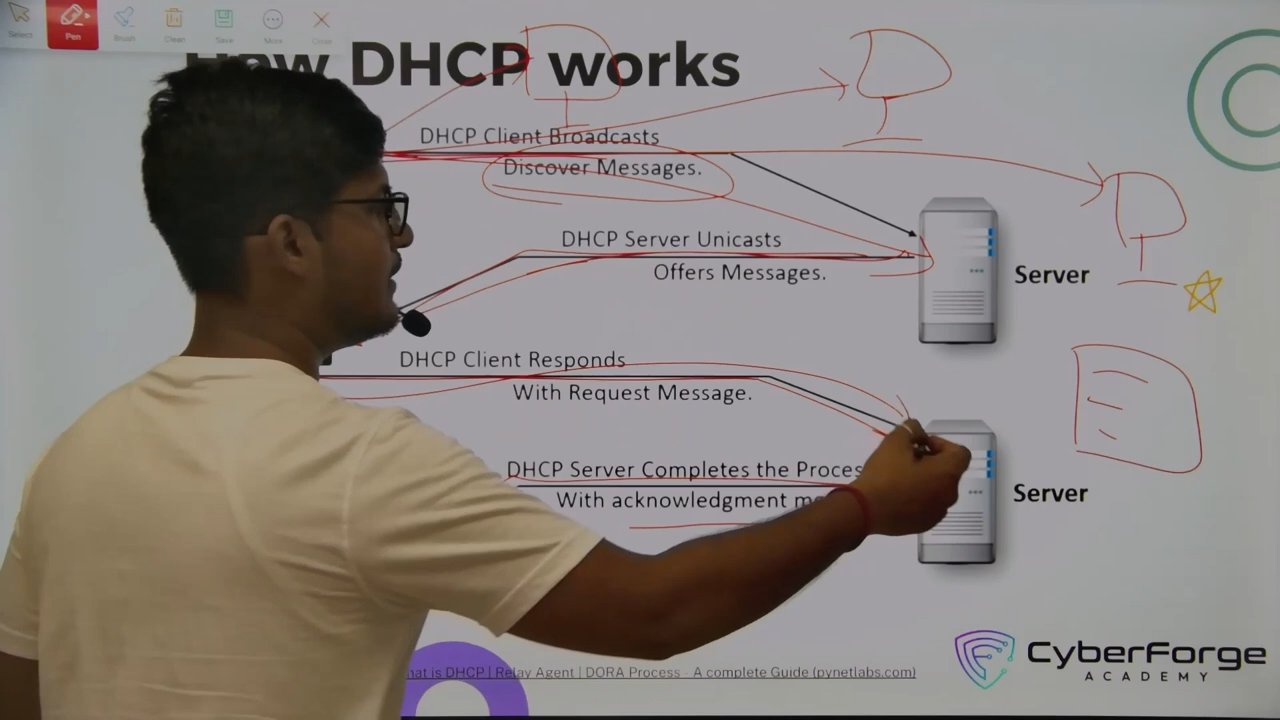 Select
Pen
Brush
Clean
Save
More
Close
How DHCP works
DHCP Client Broadcasts
Discover Messages.
DHCP Server Unicasts
Offers Messages.
Server
DHCP Client Responds
With Request Message.
DHCP Server Completes the Proces
With acknowledgment me
Server
hat is DHCP | Relay Agent | DORA Process - A complete Guide (pynetlabs.com)
CyberForge
ACADEMY